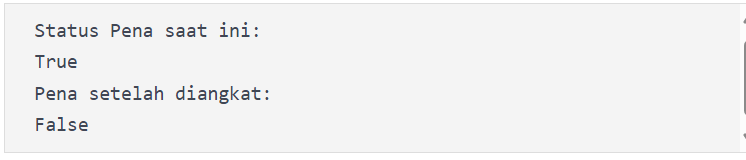 Status Pena saat ini:
True
Pena setelah diangkat:
False